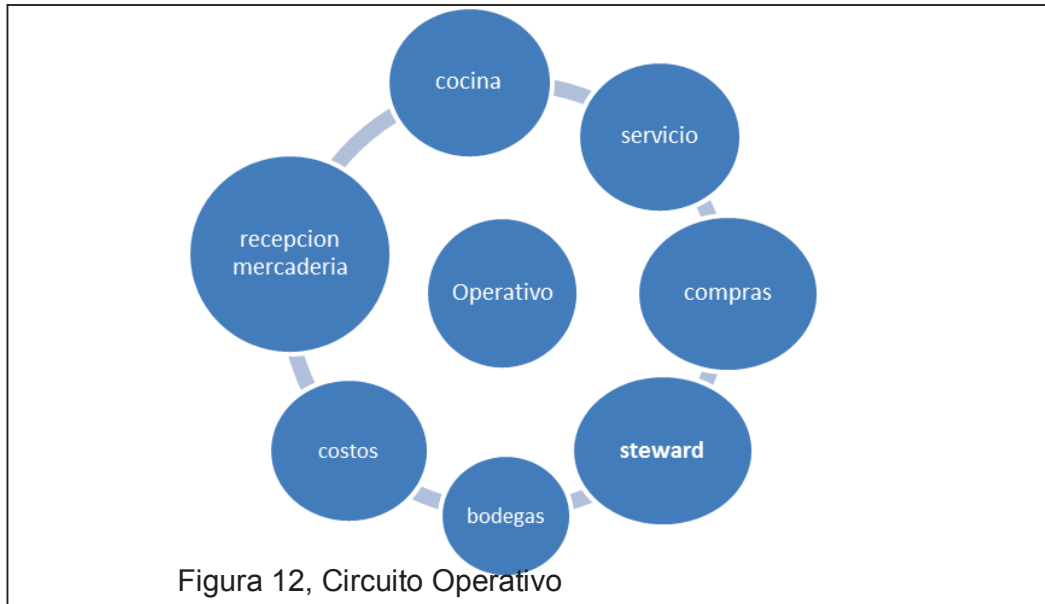 cocina
servicio
recepcion
mercaderia
Operativo
compras
costos
steward
bodegas
Figura 12, Circuito Operativo